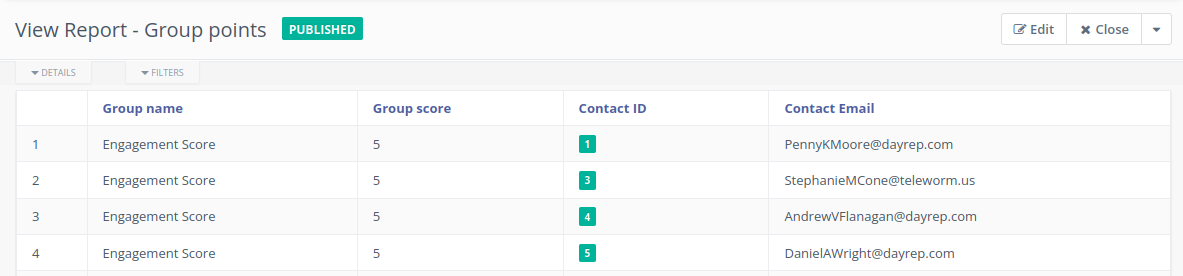 View Report - Group points PUBLISHED Edit Close
DETAILS FILTERS
Group name Group score Contact ID Contact Email
1 Engagement Score 5 1 PennyKMoore@dayrep.com
2 Engagement Score 5 3 StephanieMCone@teleworm.us
3 Engagement Score 5 4 AndrewVFlanagan@dayrep.com
4 Engagement Score 5 5 DanielAWright@dayrep.com